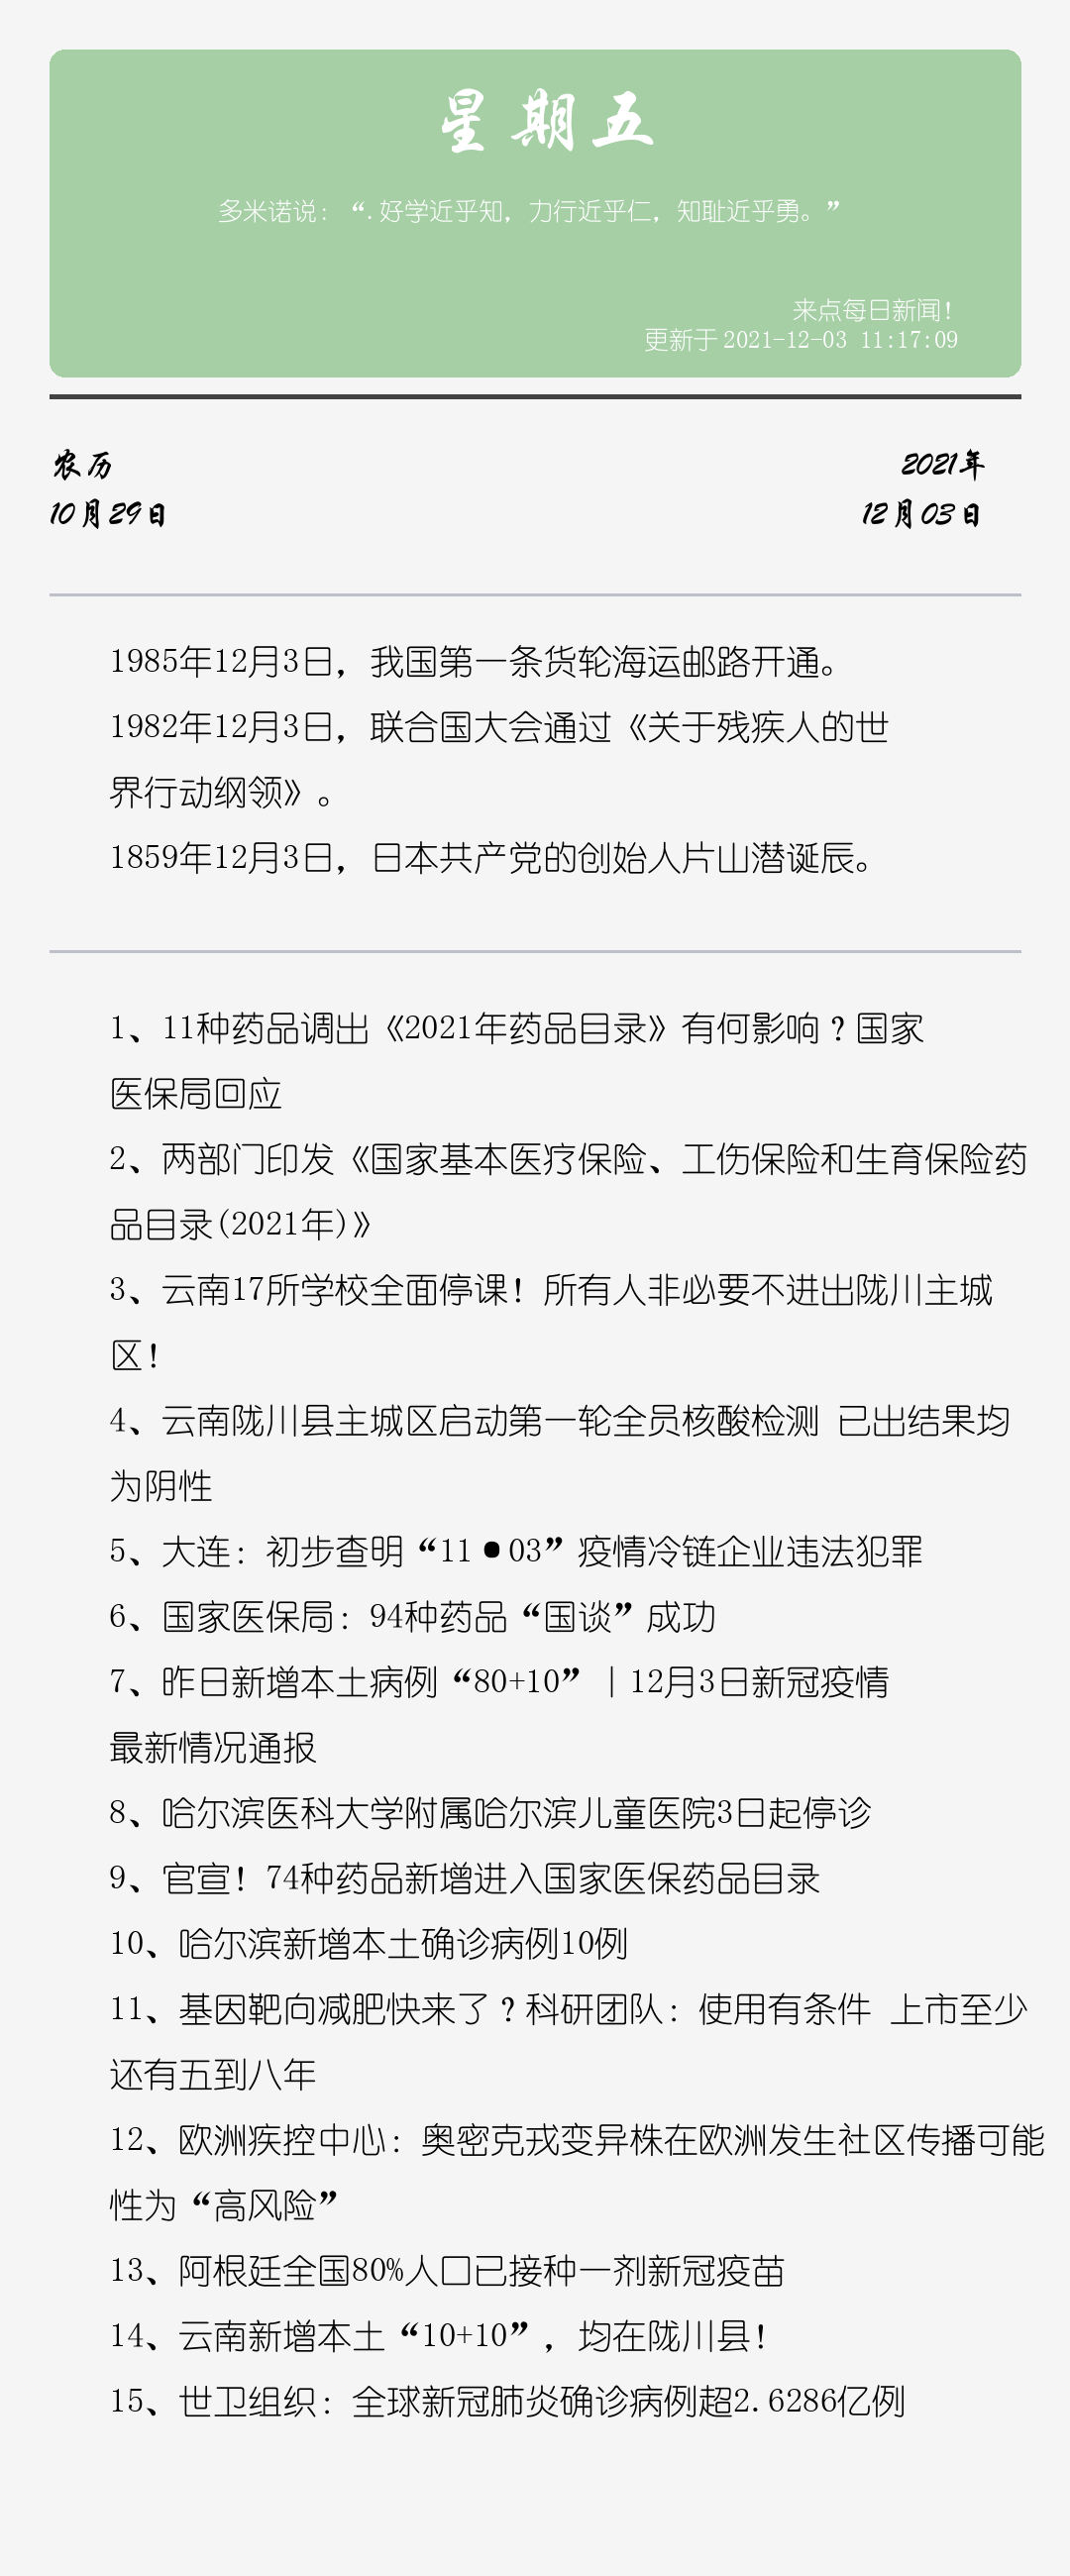 星期五
多米诺说：“.好学近乎知，力行近乎仁，知耻近乎勇。”
来点每日新闻！
更新于 2021-12-03 11:17:09
农历
2021年
10月29日
12月03日
1985年12月3日，我国第一条货轮海运邮路开通。
1982年12月3日，联合国大会通过《关于残疾人的世
界行动纲领》。
1859年12月3日，日本共产党的创始人片山潜诞辰。
1、11种药品调出《2021年药品目录》有何影响？国家
医保局回应
2、两部门印发《国家基本医疗保险、工伤保险和生育保险药
品目录(2021年)》
3、云南17所学校全面停课！所有人非必要不进出陇川主城
区！
4、云南陇川县主城区启动第一轮全员核酸检测 已出结果均
为阴性
5、大连：初步查明“11•03”疫情冷链企业违法犯罪
6、国家医保局：94种药品“国谈”成功
7、昨日新增本土病例“80+10”｜12月3日新冠疫情
最新情况通报
8、哈尔滨医科大学附属哈尔滨儿童医院3日起停诊
9、官宣！74种药品新增进入国家医保药品目录
10、哈尔滨新增本土确诊病例10例
11、基因靶向减肥快来了？科研团队：使用有条件 上市至少
还有五到八年
12、欧洲疾控中心：奥密克戎变异株在欧洲发生社区传播可能
性为“高风险”
13、阿根廷全国80%人口已接种一剂新冠疫苗
14、云南新增本土“10+10”，均在陇川县！
15、世卫组织：全球新冠肺炎确诊病例超2.6286亿例